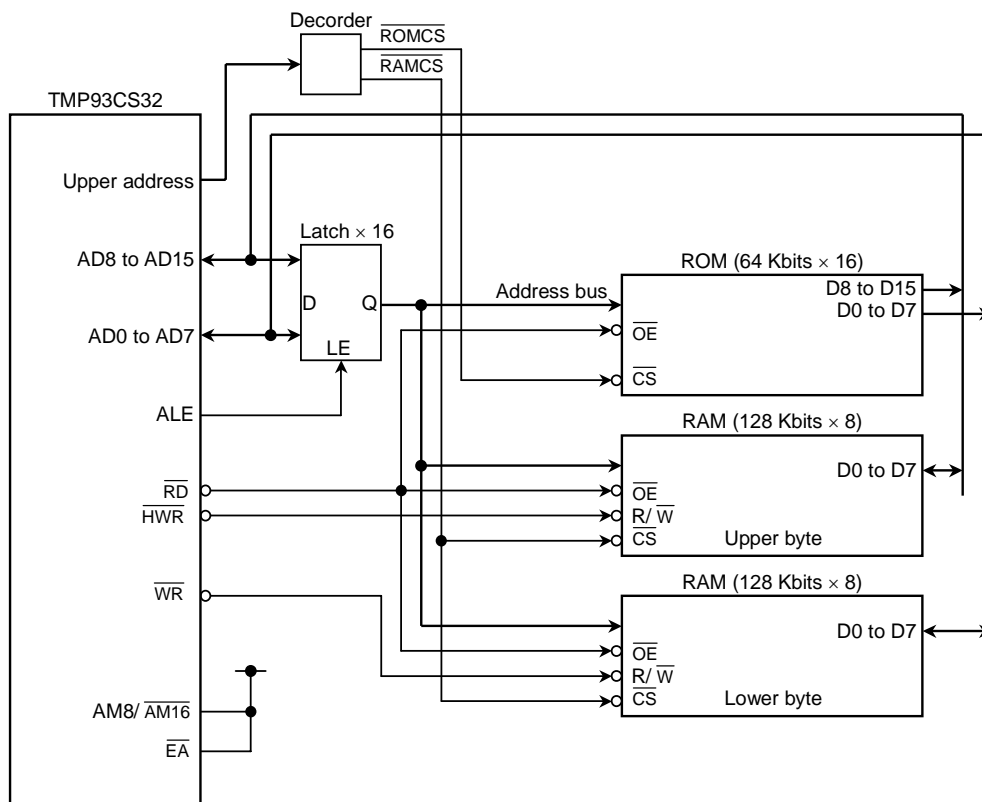 Decorder
ROMCS
RAMCS
TMP93CS32
Upper address
Latch × 16
AD8 to AD15
D
Q
Address bus
ROM (64 Kbits × 16)
D8 to D15
D0 to D7
AD0 to AD7
LE
OE
CS
ALE
RAM (128 Kbits × 8)
D0 to D7
RD
OE
HWR
R/ W
CS
Upper byte
RAM (128 Kbits × 8)
WR
D0 to D7
OE
R/ W
CS
Lower byte
AM8/ AM16
EA